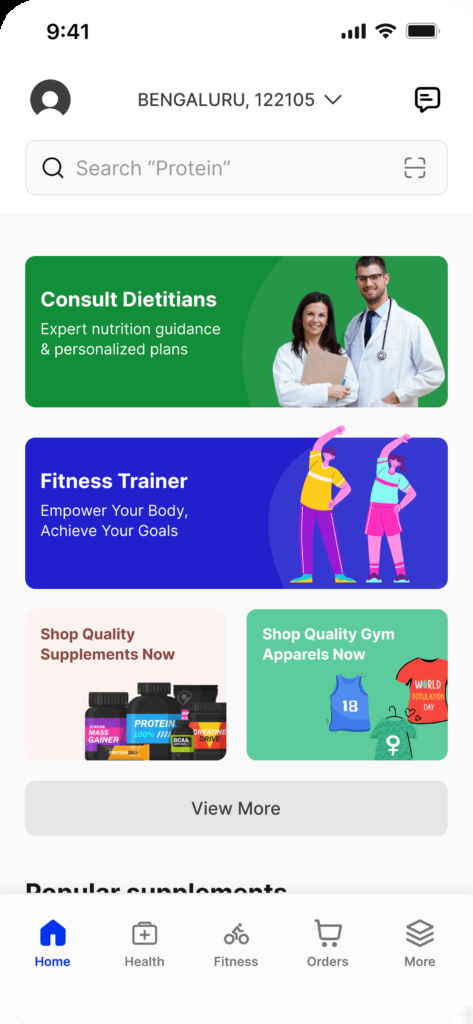 9:41
BENGALURU, 122105
Search “Protein”
Consult Dietitians
Expert nutrition guidance
& personalized plans
Fitness Trainer
Empower Your Body,
Achieve Your Goals
Shop Quality
Supplements Now
Shop Quality Gym
Apparels Now
XTREME
MASS
GAINER
PROTEIN
100%
BCAA
CREATINE
DRIVE
18
WORLD
POPULATION
DAY
View More
Popular supplements
Home
Health
Fitness
Orders
More